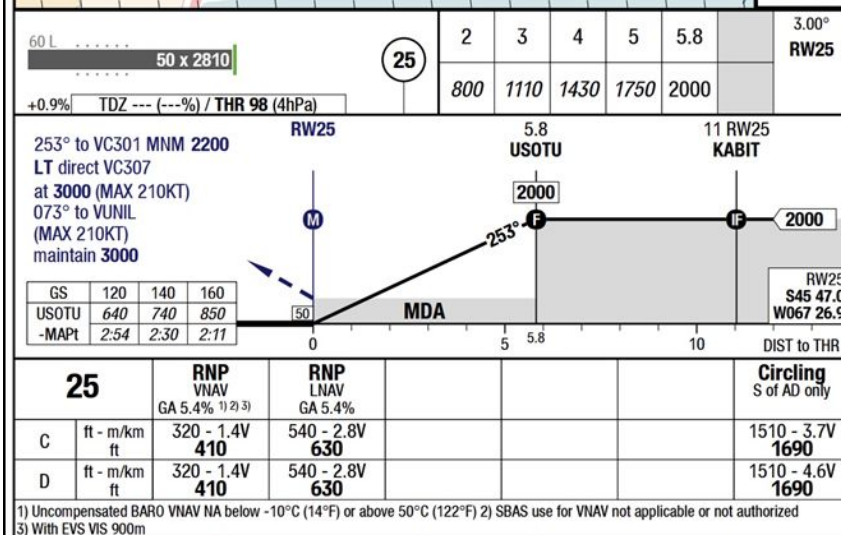 60 L
50 x 2810
+0.9% TDZ --- (---%) / THR 98 (4hPa)
25
2 3 4 5 5.8
800 1110 1430 1750 2000
3.00°
RW25
253° to VC301 MNM 2200
LT direct VC307
at 3000 (MAX 210KT)
073° to VUNIL
(MAX 210KT)
maintain 3000
RW25
M
5.8
USOTU
2000
F
253°
11 RW25
KABIT
IF
2000
GS 120 140 160
USOTU 640 740 850
-MAPt 2:54 2:30 2:11
50
MDA
RW25
S45 47.0
W067 26.9
0 5 5.8 10 DIST to THR
25
RNP
VNAV
GA 5.4% 1) 2) 3)
RNP
LNAV
GA 5.4%
Circling
S of AD only
C ft - m/km 320 - 1.4V 540 - 2.8V 1510 - 3.7V
ft 410 630 1690
D ft - m/km 320 - 1.4V 540 - 2.8V 1510 - 4.6V
ft 410 630 1690
1) Uncompensated BARO VNAV NA below -10°C (14°F) or above 50°C (122°F) 2) SBAS use for VNAV not applicable or not authorized
3) With EVS VIS 900m